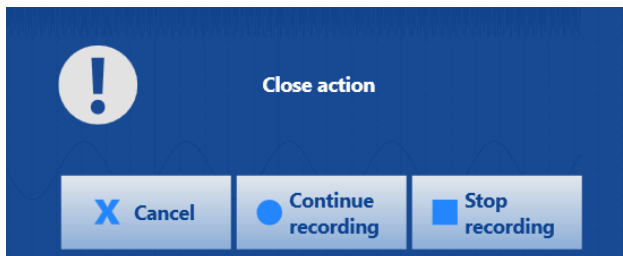 Close action
Cancel
Continue
recording
Stop
recording